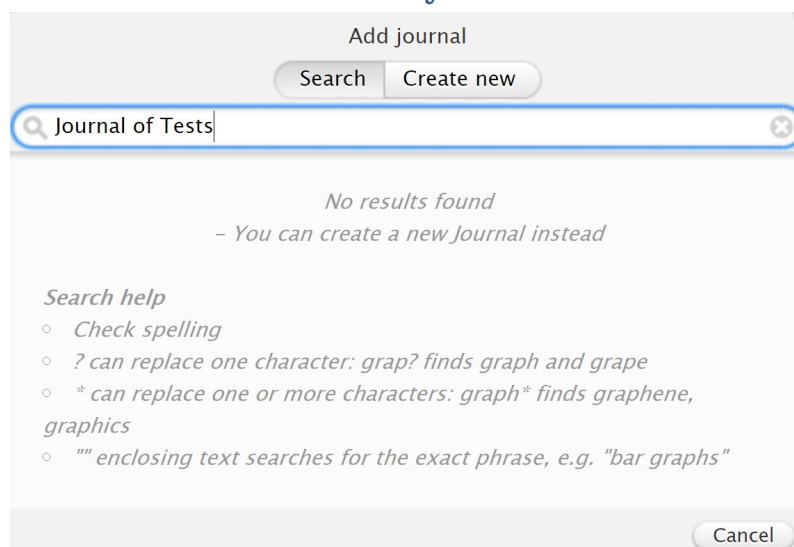 Add journal
Search Create new
Journal of Tests
No results found
– You can create a new Journal instead
Search help
○ Check spelling
○ ? can replace one character: grap? finds graph and grape
○ * can replace one or more characters: graph* finds graphene,
graphics
○ "" enclosing text searches for the exact phrase, e.g. "bar graphs"
Cancel